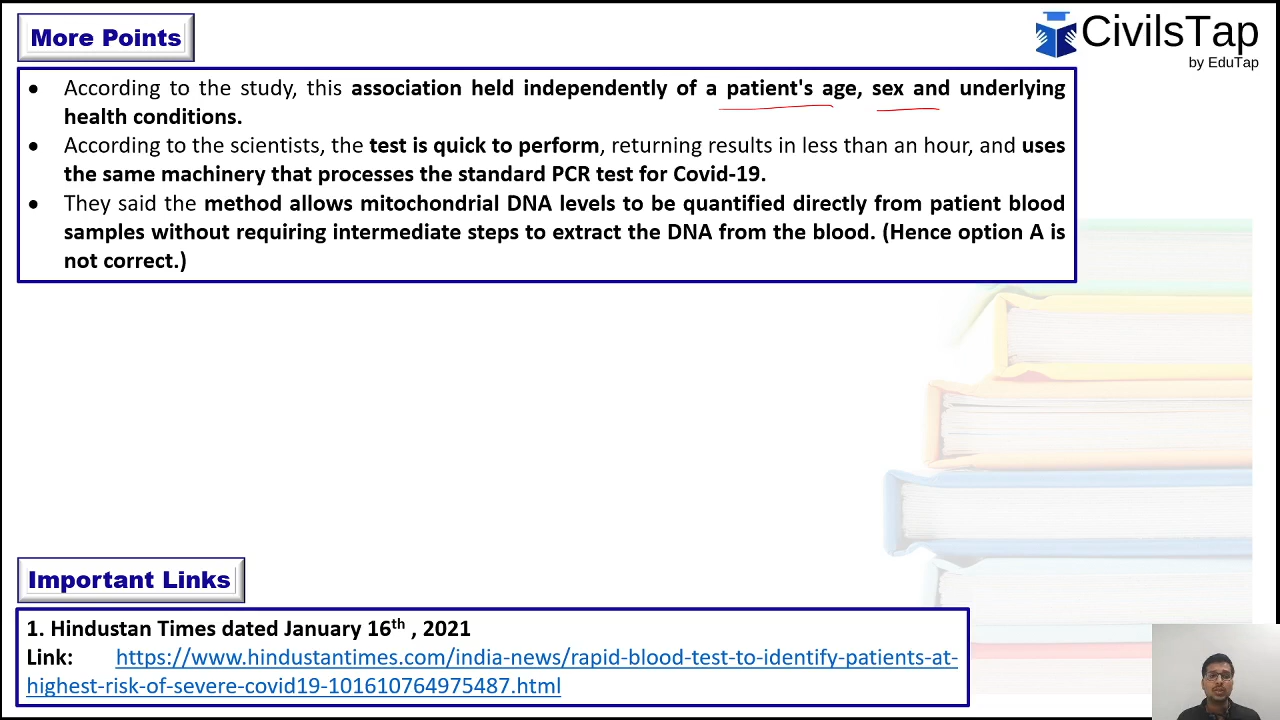 More Points
CivilsTap
by EduTap
● According to the study, this association held independently of a patient's age, sex and underlying
health conditions.
● According to the scientists, the test is quick to perform, returning results in less than an hour, and uses
the same machinery that processes the standard PCR test for Covid-19.
● They said the method allows mitochondrial DNA levels to be quantified directly from patient blood
samples without requiring intermediate steps to extract the DNA from the blood. (Hence option A is
not correct.)
Important Links
1. Hindustan Times dated January 16th , 2021
Link: https://www.hindustantimes.com/india-news/rapid-blood-test-to-identify-patients-at-
highest-risk-of-severe-covid19-101610764975487.html